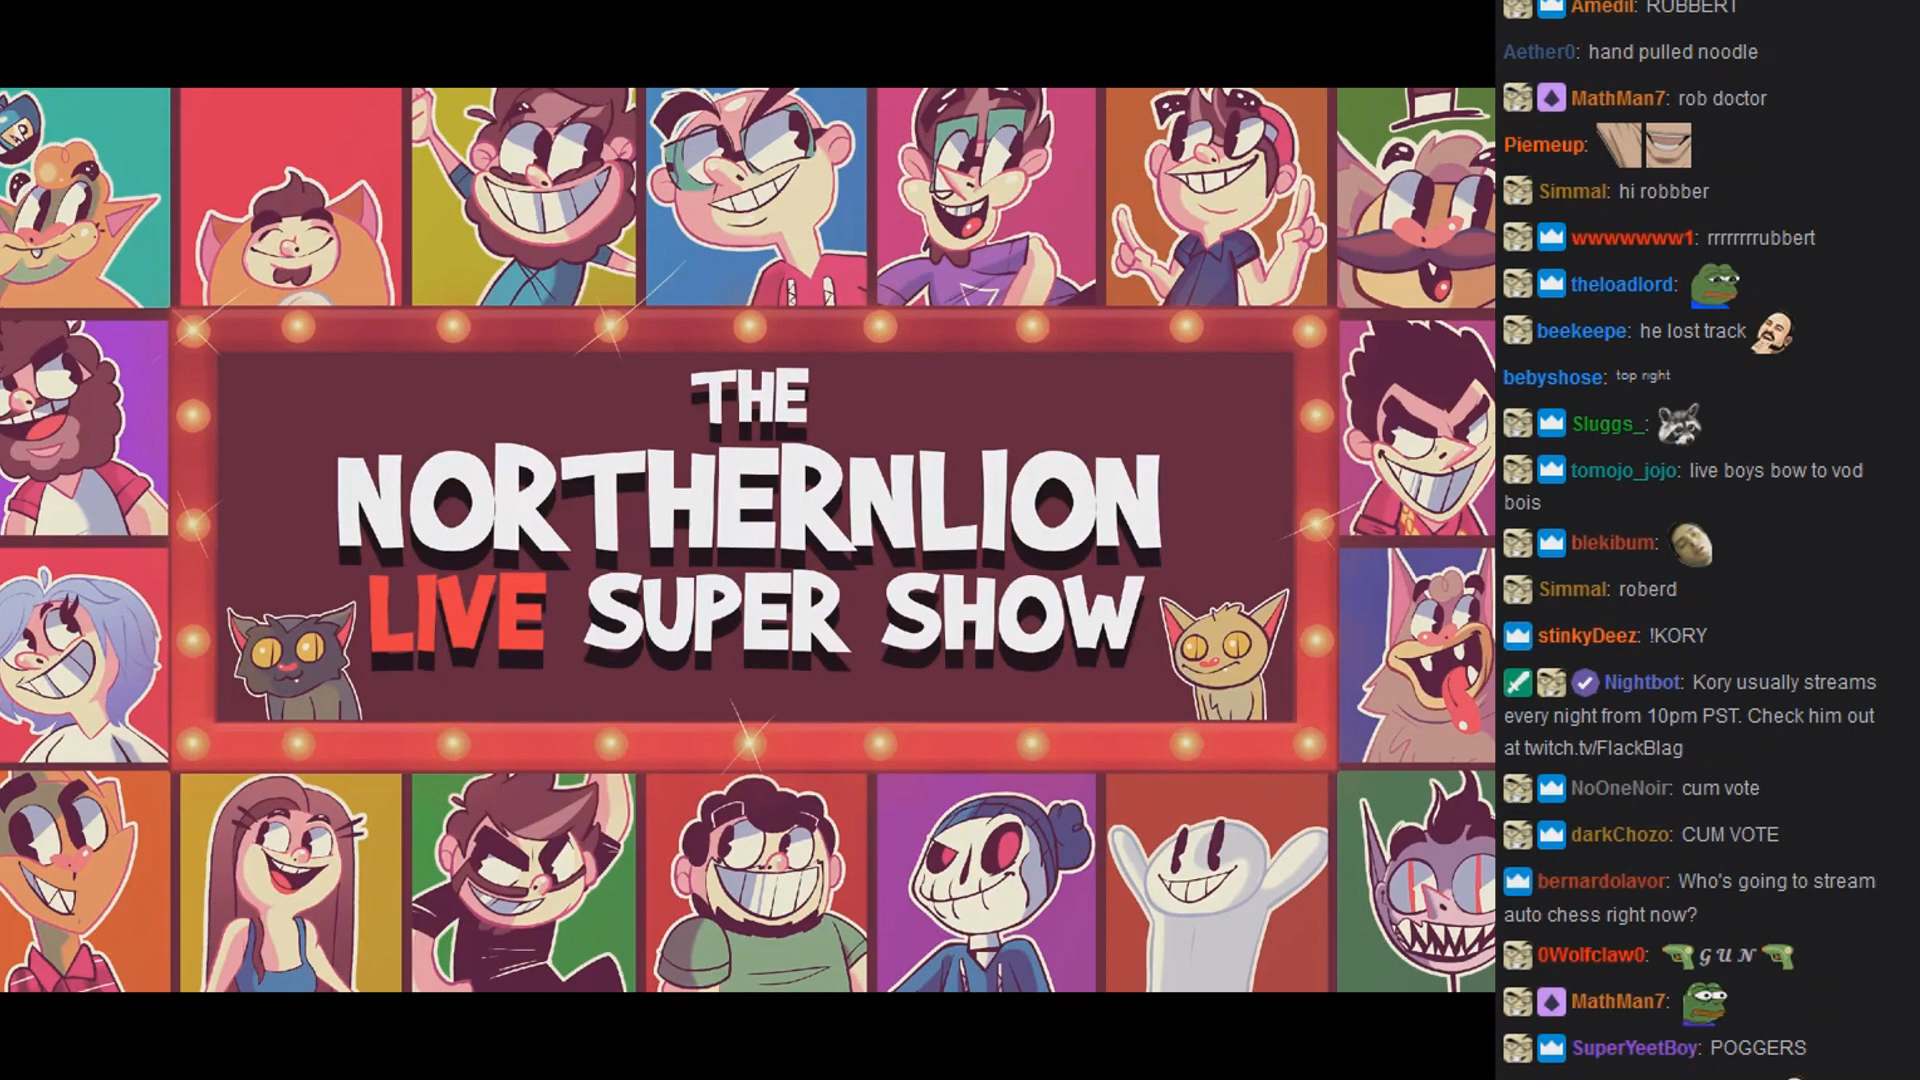 THE
NORTHERNLION
LIVE SUPER SHOW
Amedil: RUBBERT
Aether0: hand pulled noodle
MathMan7: rob doctor
Piemeup:
Simmal: hi robbber
wwwwwww1: rrrrrrrrubbert
theloadlord:
beekeepe: he lost track
bebyshose: ᵗᵒᵖ ʳⁱᵍʰᵗ
Sluggs_:
tomojo_jojo: live boys bow to vod
bois
blekibum:
Simmal: roberd
stinkyDeez: !KORY
Nightbot: Kory usually streams
every night from 10pm PST. Check him out
at twitch.tv/FlackBlag
NoOneNoir: cum vote
darkChozo: CUM VOTE
bernardolavor: Who's going to stream
auto chess right now?
0Wolfclaw0: 𝓖 𝓤 𝓝
MathMan7:
SuperYeetBoy: POGGERS